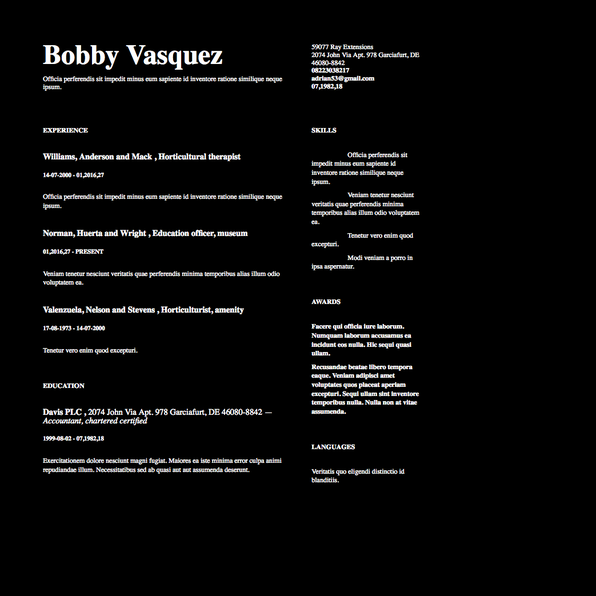 Bobby Vasquez
Officia perferendis sit impedit minus eum sapiente id inventore ratione similique neque
ipsum.
59077 Ray Extensions
2074 John Via Apt. 978 Garciafurt, DE
46080-8842
08223038217
adrian53@gmail.com
07,1982,18
EXPERIENCE
Williams, Anderson and Mack , Horticultural therapist
14-07-2000 - 01,2016,27
Officia perferendis sit impedit minus eum sapiente id inventore ratione similique neque
ipsum.
Norman, Huerta and Wright , Education officer, museum
01,2016,27 - PRESENT
Veniam tenetur nesciunt veritatis quae perferendis minima temporibus alias illum odio
voluptatem ea.
Valenzuela, Nelson and Stevens , Horticulturist, amenity
17-08-1973 - 14-07-2000
Tenetur vero enim quod excepturi.
EDUCATION
Davis PLC , 2074 John Via Apt. 978 Garciafurt, DE 46080-8842 —
Accountant, chartered certified
1999-08-02 - 07,1982,18
Exercitationem dolore nesciunt magni fugiat. Maiores ea iste minima error culpa animi
repudiandae illum. Necessitatibus sed ab quasi aut aut assumenda deserunt.
SKILLS
Officia perferendis sit
impedit minus eum sapiente id
inventore ratione similique neque
ipsum.
Veniam tenetur nesciunt
veritatis quae perferendis minima
temporibus alias illum odio voluptatem
ea.
Tenetur vero enim quod
excepturi.
Modi veniam a porro in
ipsa aspernatur.
AWARDS
Facere qui officia iure laborum.
Numquam laborum accusamus ea
incidunt eos nulla. Hic sequi quasi
ullam.
Recusandae beatae libero tempora
eaque. Veniam adipisci amet
voluptates quos placeat aperiam
excepturi. Sequi ullam sint inventore
temporibus nulla. Nulla non at vitae
assumenda.
LANGUAGES
Veritatis quo eligendi distinctio id
blanditiis.